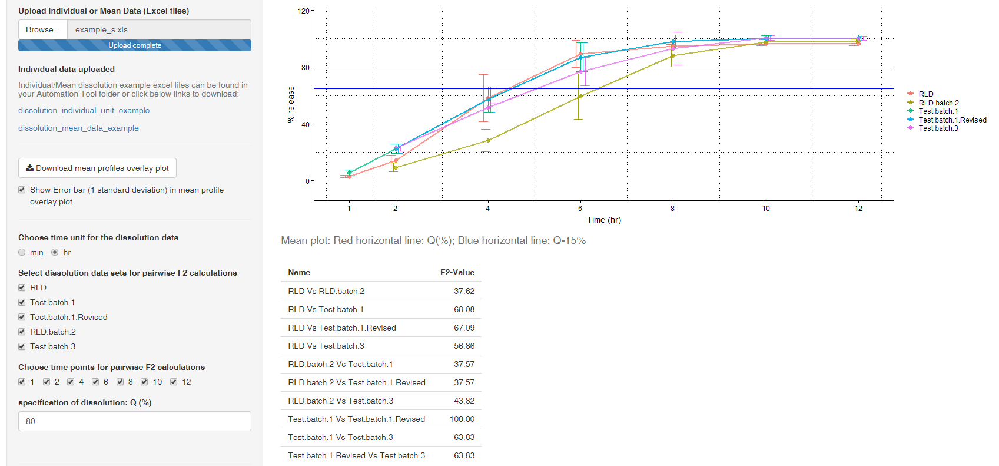 Upload Individual or Mean Data (Excel files)
Browse...
example_s.xls
Upload complete
Individual data uploaded
Individual/Mean dissolution example excel files can be found in
your Automation Tool folder or click below links to download:
dissolution_individual_unit_example
dissolution_mean_data_example
Download mean profiles overlay plot
Show Error bar (1 standard deviation) in mean profile
overlay plot
Choose time unit for the dissolution data
min hr
Select dissolution data sets for pairwise F2 calculations
RLD
Test.batch.1
Test.batch.1.Revised
RLD.batch.2
Test.batch.3
Choose time points for pairwise F2 calculations
1 2 4 6 8 10 12
specification of dissolution: Q (%)
80
120
80
40
0
% release
1 2 4 6 8 10 12
Time (hr)
RLD
RLD.batch.2
Test.batch.1
Test.batch.1.Revised
Test.batch.3
Mean plot: Red horizontal line: Q(%); Blue horizontal line: Q-15%
Name F2-Value
RLD Vs RLD.batch.2 37.62
RLD Vs Test.batch.1 68.08
RLD Vs Test.batch.1.Revised 67.09
RLD Vs Test.batch.3 56.86
RLD.batch.2 Vs Test.batch.1 37.57
RLD.batch.2 Vs Test.batch.1.Revised 37.57
RLD.batch.2 Vs Test.batch.3 43.82
Test.batch.1 Vs Test.batch.1.Revised 100.00
Test.batch.1 Vs Test.batch.3 63.83
Test.batch.1.Revised Vs Test.batch.3 63.83